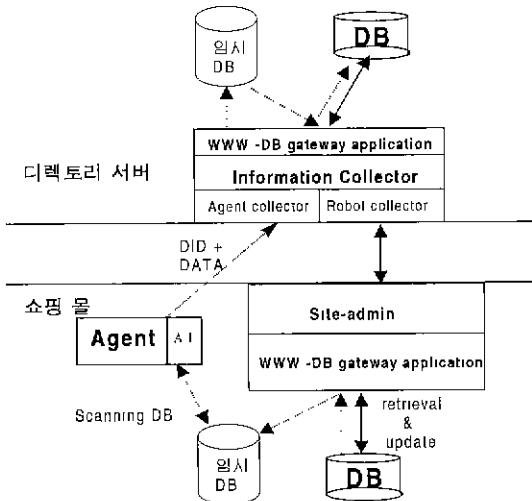 임시
DB
DB
WWW -DB gateway application
디렉토리 서버
Information Collector
Agent collector
Robot collector
DID +
DATA
쇼핑 몰
Site-admin
Agent
A I
WWW -DB gateway application
Scanning DB
retrieval
&
update
임시
DB
DB